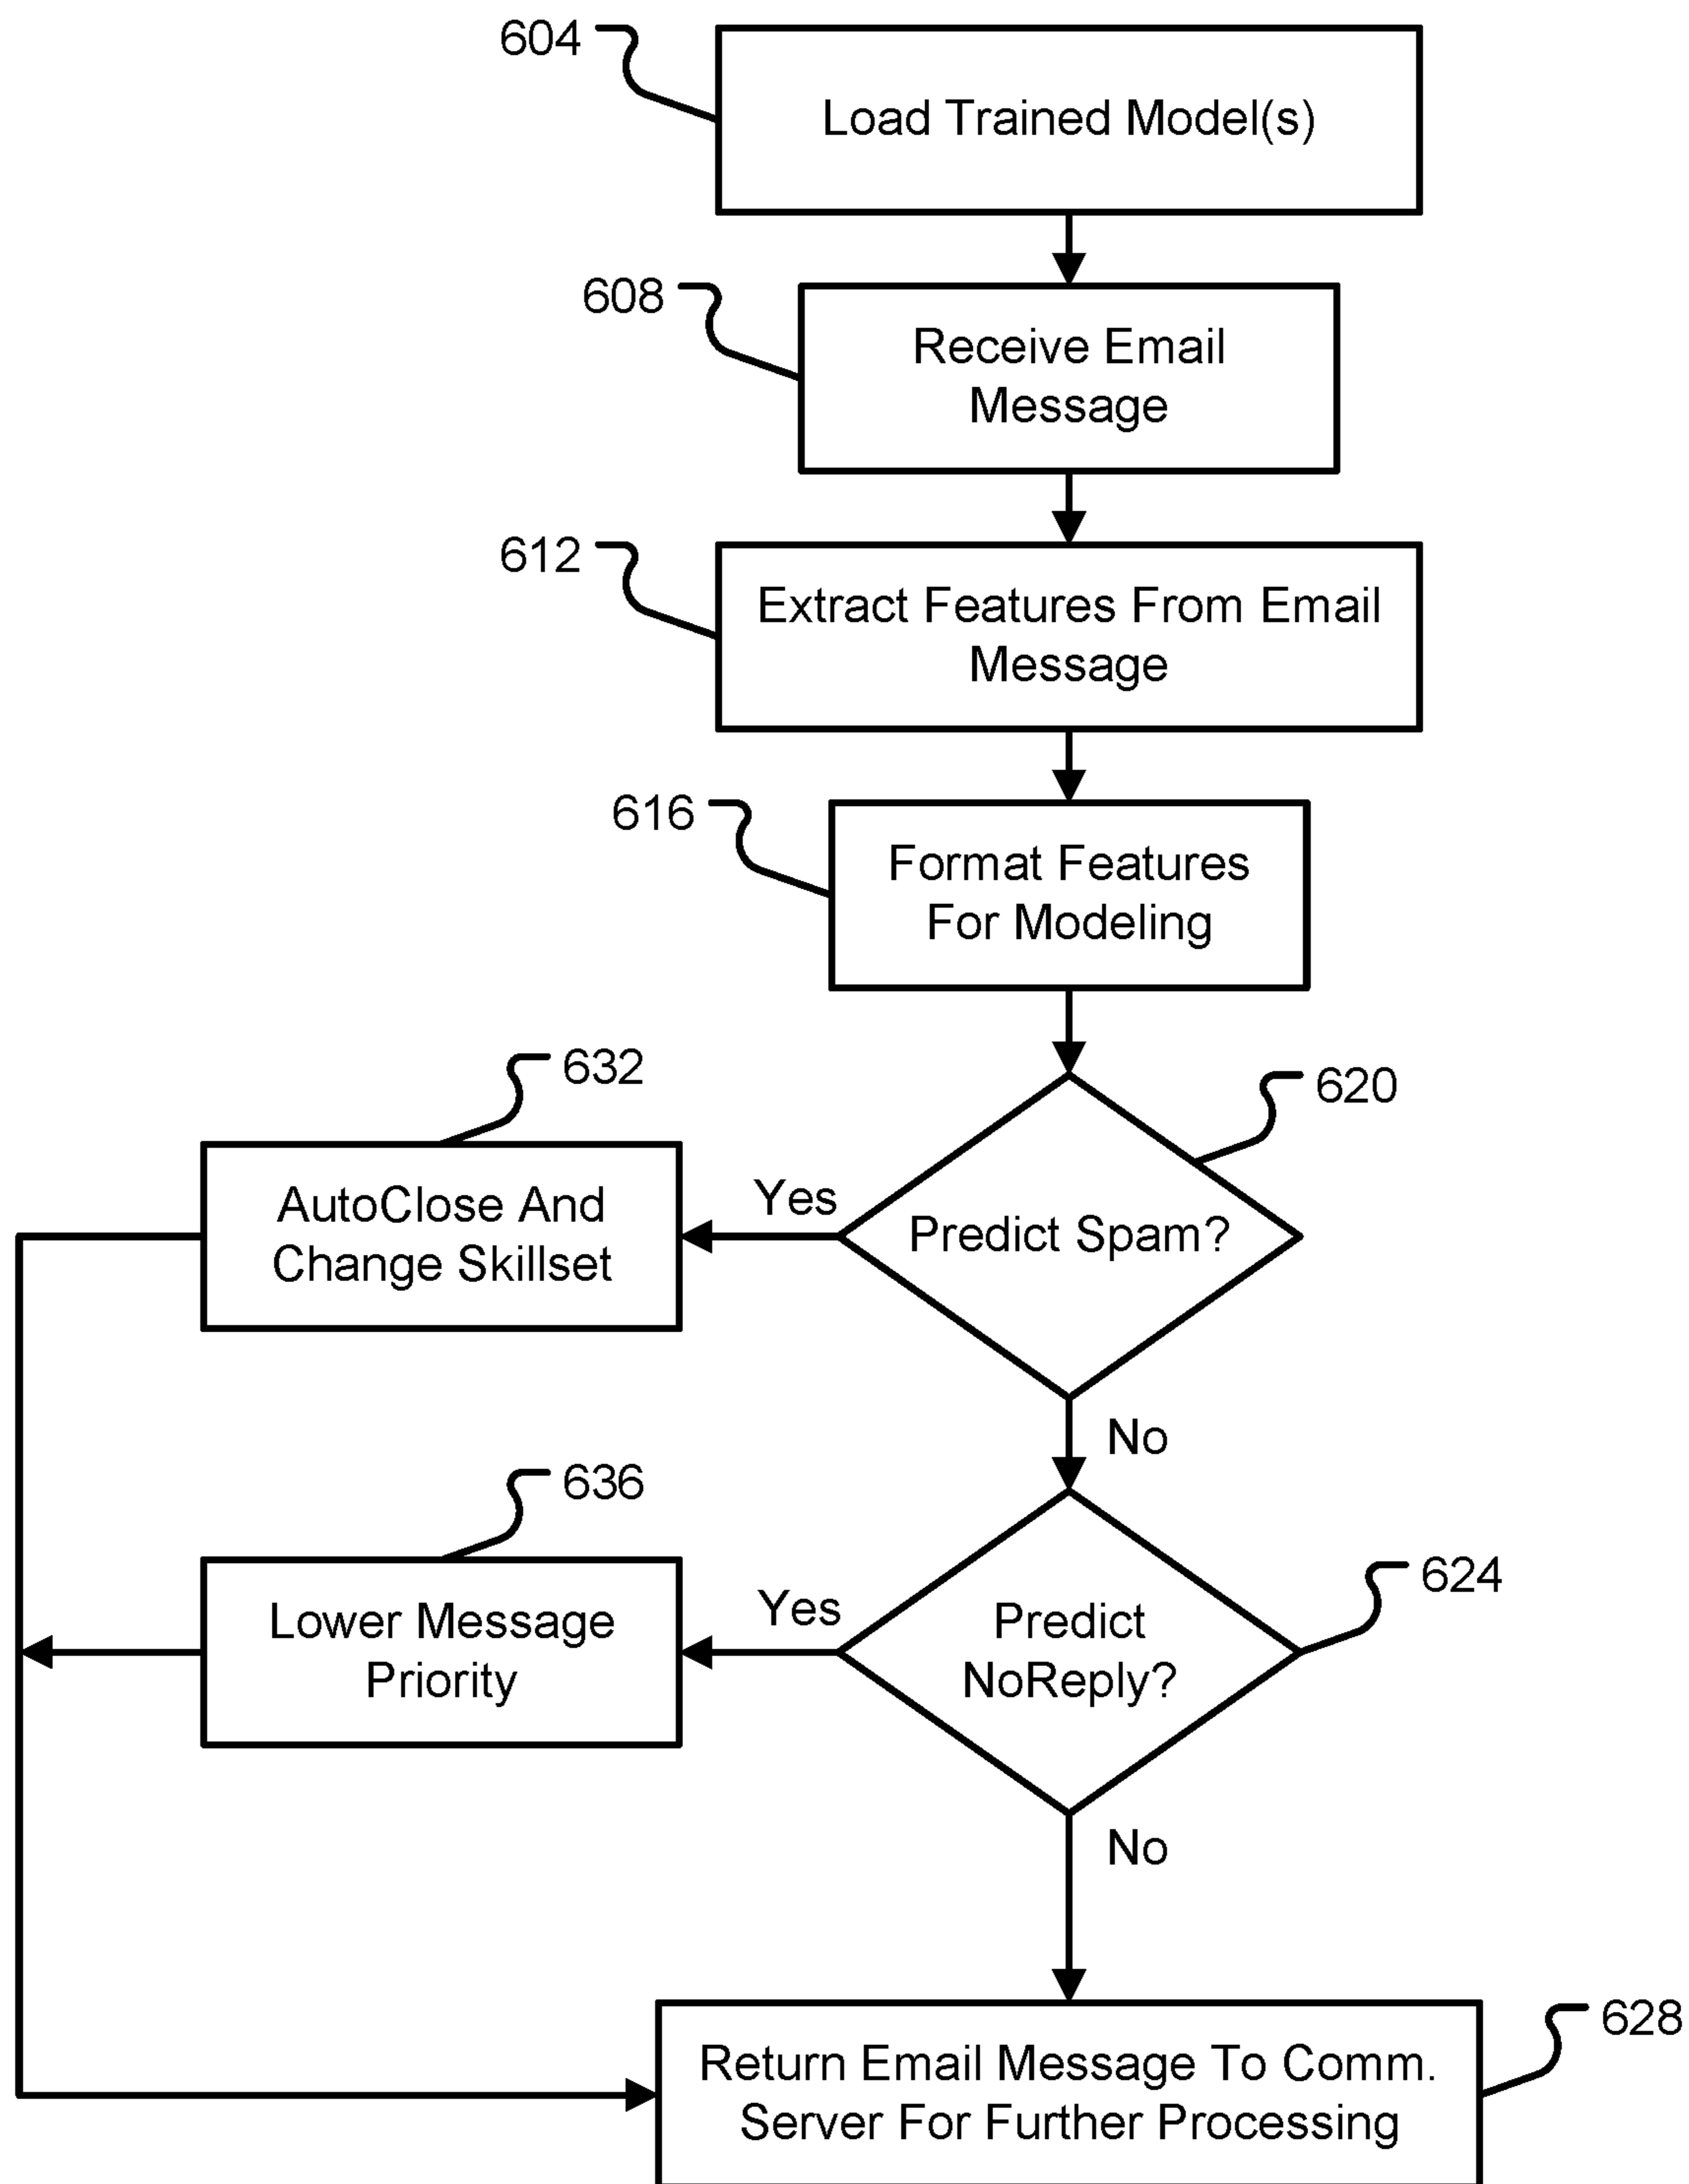 604
Load Trained Model(s)
608
Receive Email
Message
612
Extract Features From Email
Message
616
Format Features
For Modeling
632
620
AutoClose And
Change Skillset
Yes
Predict Spam?
No
636
624
Lower Message
Priority
Yes
Predict
NoReply?
No
628
Return Email Message To Comm.
Server For Further Processing